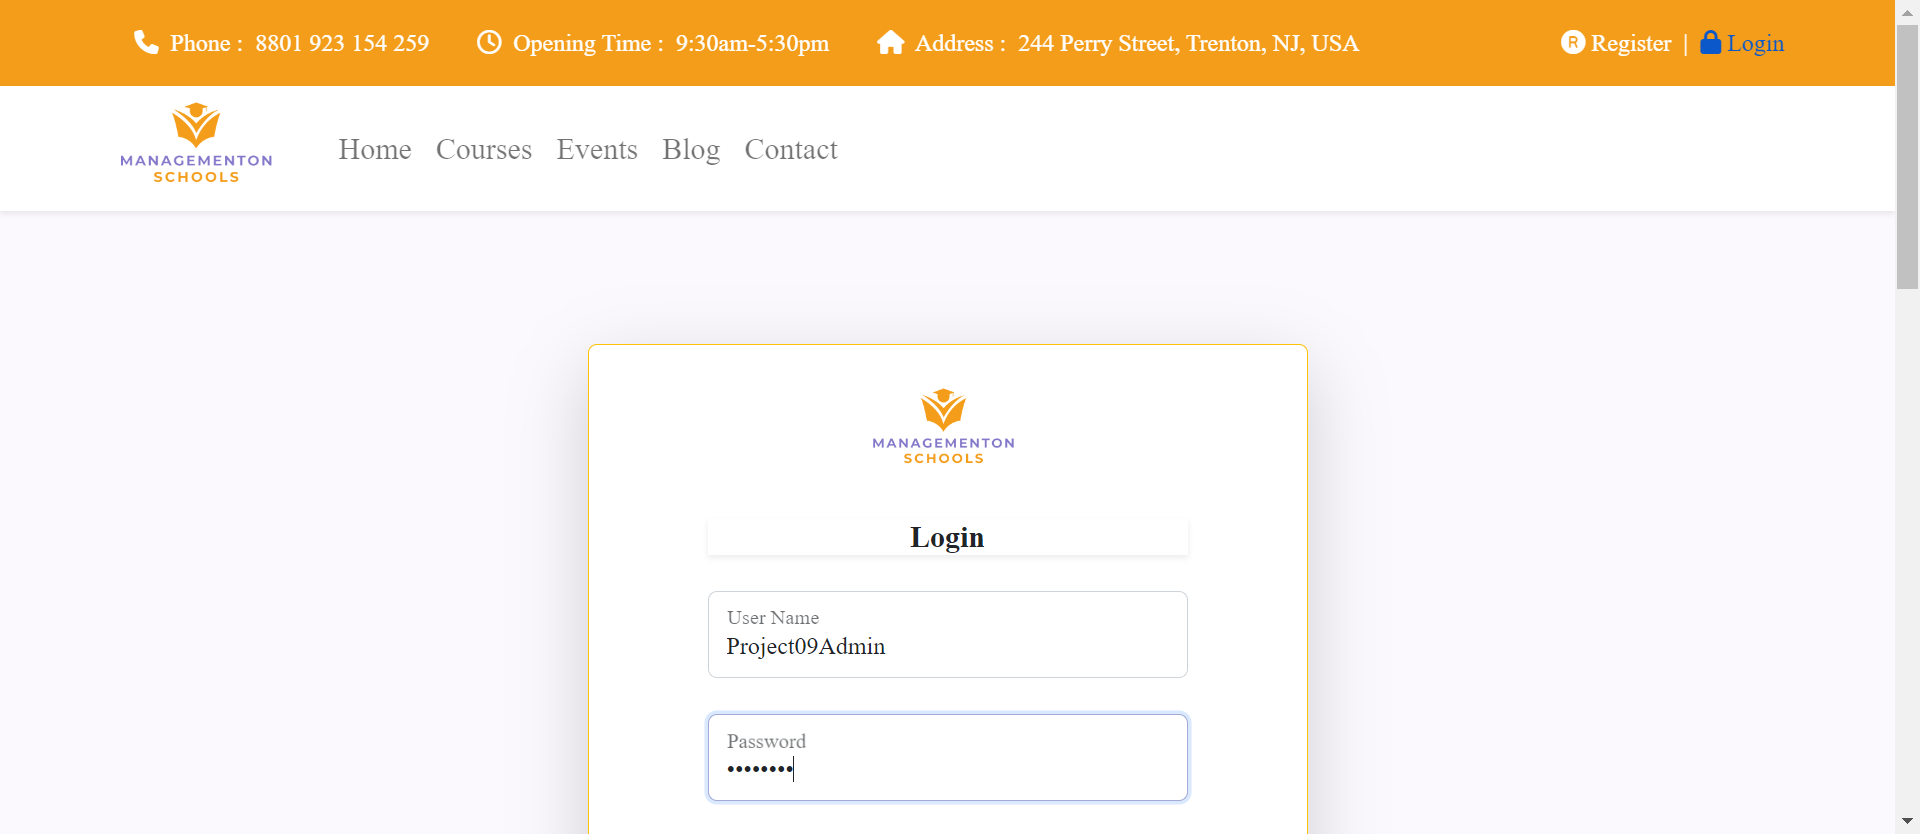 Phone : 8801 923 154 259 Opening Time : 9:30am-5:30pm Address : 244 Perry Street, Trenton, NJ, USA ® Register | Login
MANAGEMENTON
SCHOOLS
Home Courses Events Blog Contact
MANAGEMENTON
SCHOOLS
Login
User Name
Project09Admin
Password
••••••••